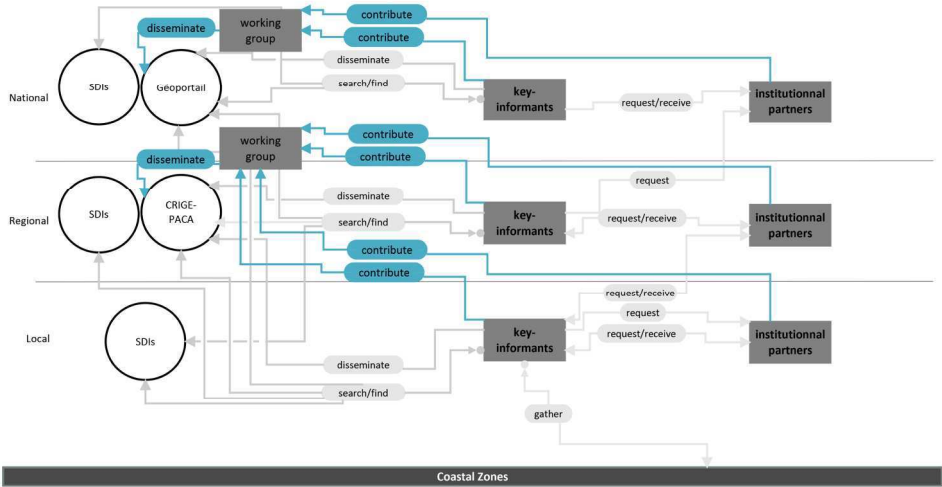 contribute
disseminate
working
group
contribute
disseminate
National
SDIs
Géoportail
search/find
key-
informants
request/receive
institutionnal
partners
contribute
working
group
contribute
disseminate
request
disseminate
Regional
SDIs
CRIGE-
PACA
search/find
key-
informants
request/receive
institutionnal
partners
contribute
contribute
request/receive
request
Local
SDIs
key-
informants
request/receive
institutionnal
partners
disseminate
search/find
gather
Coastal Zones